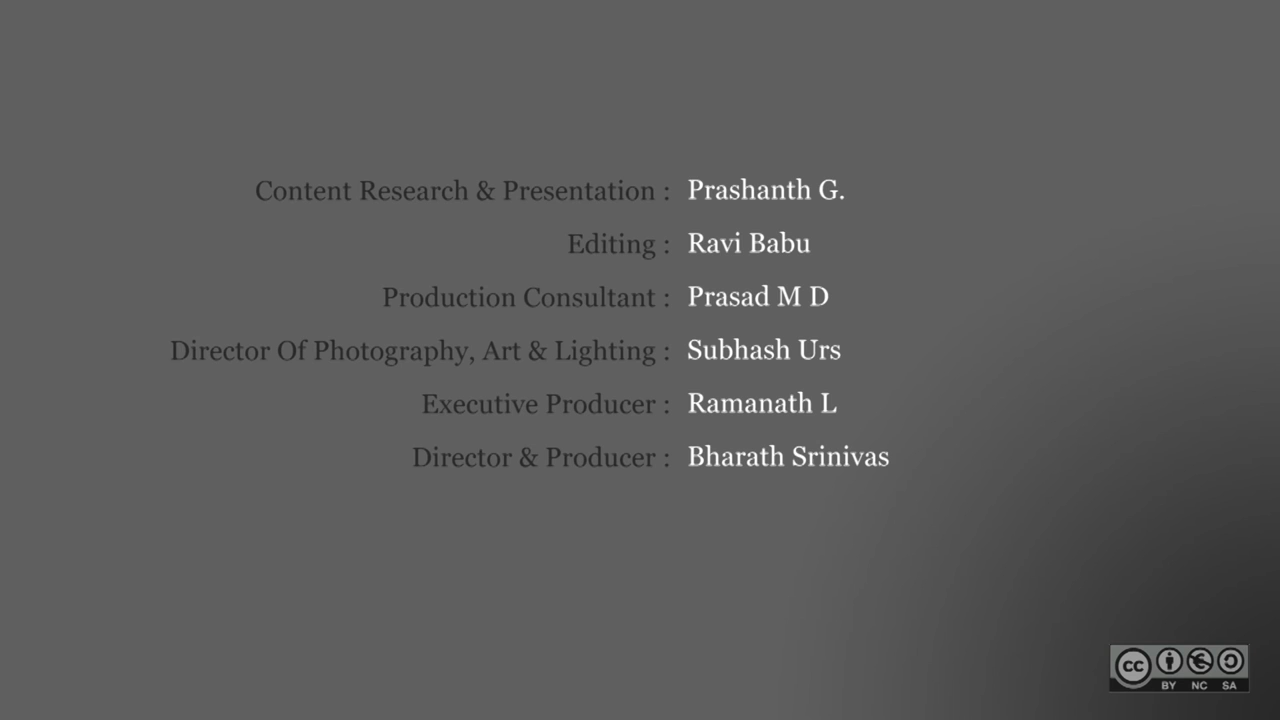 Content Research & Presentation : Prashanth G.
Editing : Ravi Babu
Production Consultant : Prasad M D
Director Of Photography, Art & Lighting : Subhash Urs
Executive Producer : Ramanath L
Director & Producer : Bharath Srinivas
cc
BY NC SA